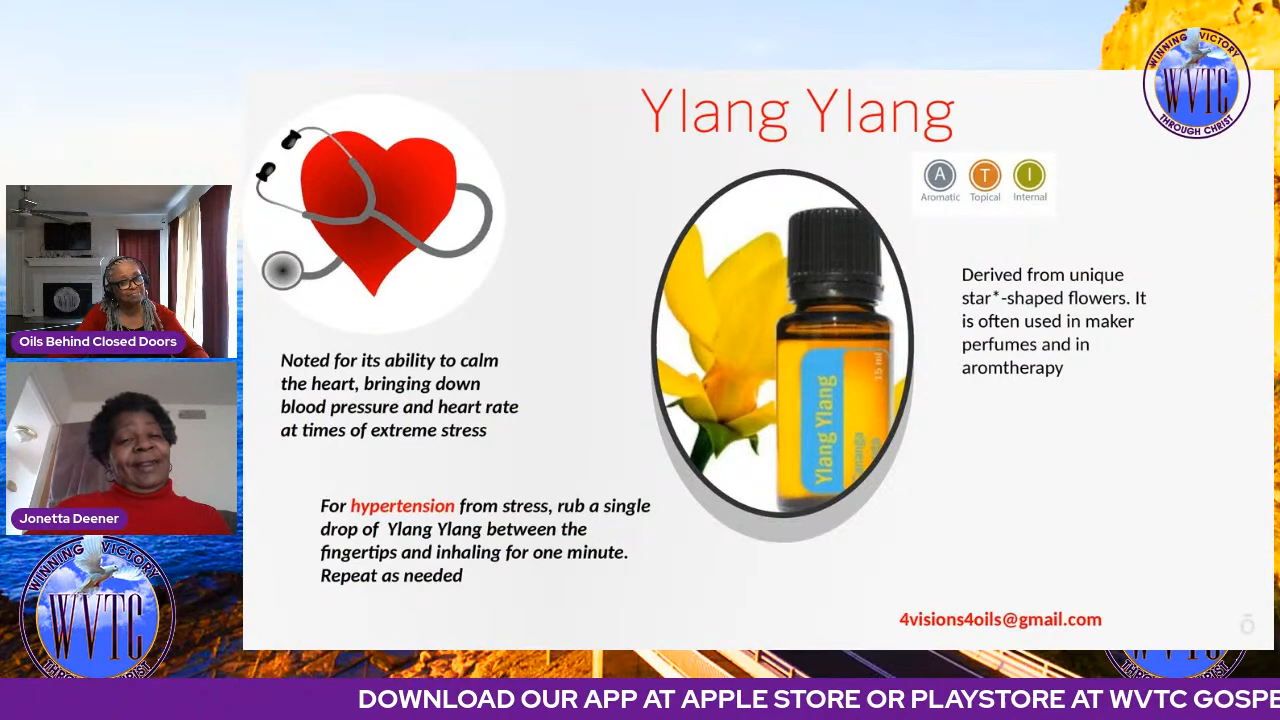 Ylang Ylang
WINNING VICTORY
WVTC
THROUGH CHRIST
A T I
Aromatic Topical Internal
Derived from unique
star*-shaped flowers. It
is often used in maker
perfumes and in
aromtherapy
Ylang Ylang
15 ml
Oils Behind Closed Doors
Jonetta Deener
Noted for its ability to calm
the heart, bringing down
blood pressure and heart rate
at times of extreme stress
For hypertension from stress, rub a single
drop of Ylang Ylang between the
fingertips and inhaling for one minute.
Repeat as needed
4visions4oils@gmail.com
WINNING VICTORY
WVTC
THROUGH CHRIST
DOWNLOAD OUR APP AT APPLE STORE OR PLAYSTORE AT WVTC GOSPE